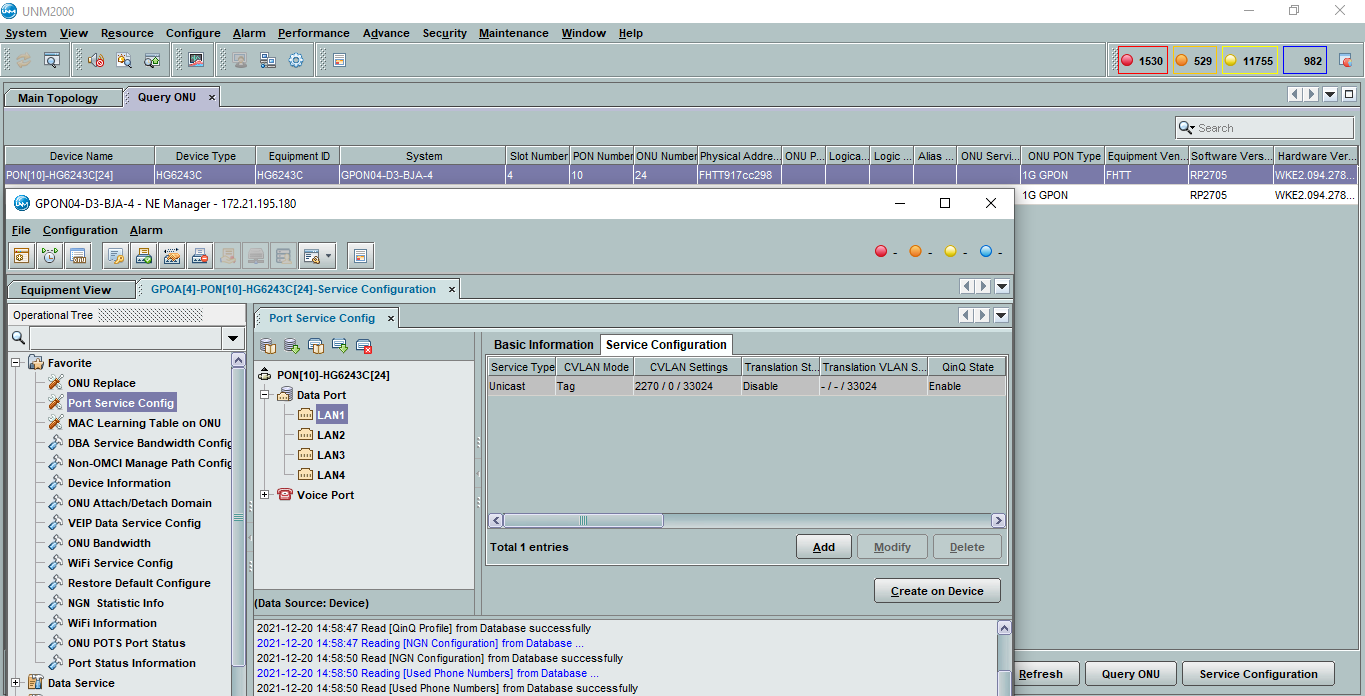 UNM2000
System View Resource Configure Alarm Performance Advance Security Maintenance Window Help
1530 529 11755 982
Main Topology Query ONU
Search
Device Name Device Type Equipment ID System Slot Number PON Number ONU Number Physical Addre... ONU P... Logica... Logic ... Alias ... ONU Servi... ONU PON Type Equipment Ven... Software Vers... Hardware Ver...
PON[10]-HG6243C[24] HG6243C HG6243C GPON04-D3-BJA-4 4 10 24 FHTT917cc298 1G GPON FHTT RP2705 WKE2.094.278...
1G GPON RP2705 WKE2.094.278...
GPON04-D3-BJA-4 - NE Manager - 172.21.195.180
File Configuration Alarm
- - - -
Equipment View GPOA[4]-PON[10]-HG6243C[24]-Service Configuration
Operational Tree
Favorite
ONU Replace
Port Service Config
MAC Learning Table on ONU
DBA Service Bandwidth Config
Non-OMCI Manage Path Config
Device Information
ONU Attach/Detach Domain
VEIP Data Service Config
ONU Bandwidth
WiFi Service Config
Restore Default Configure
NGN Statistic Info
WiFi Information
ONU POTS Port Status
Port Status Information
Data Service
Port Service Config
PON[10]-HG6243C[24]
Data Port
LAN1
LAN2
LAN3
LAN4
Voice Port
(Data Source: Device)
Basic Information Service Configuration
Service Type CVLAN Mode CVLAN Settings Translation St... Translation VLAN S... QinQ State
Unicast Tag 2270 / 0 / 33024 Disable - / - / 33024 Enable
Total 1 entries
Add Modify Delete
Create on Device
2021-12-20 14:58:47 Read [QinQ Profile] from Database successfully
2021-12-20 14:58:47 Reading [NGN Configuration] from Database ...
2021-12-20 14:58:50 Read [NGN Configuration] from Database successfully
2021-12-20 14:58:50 Reading [Used Phone Numbers] from Database ...
2021-12-20 14:58:50 Read [Used Phone Numbers] from Database successfully
Refresh Query ONU Service Configuration